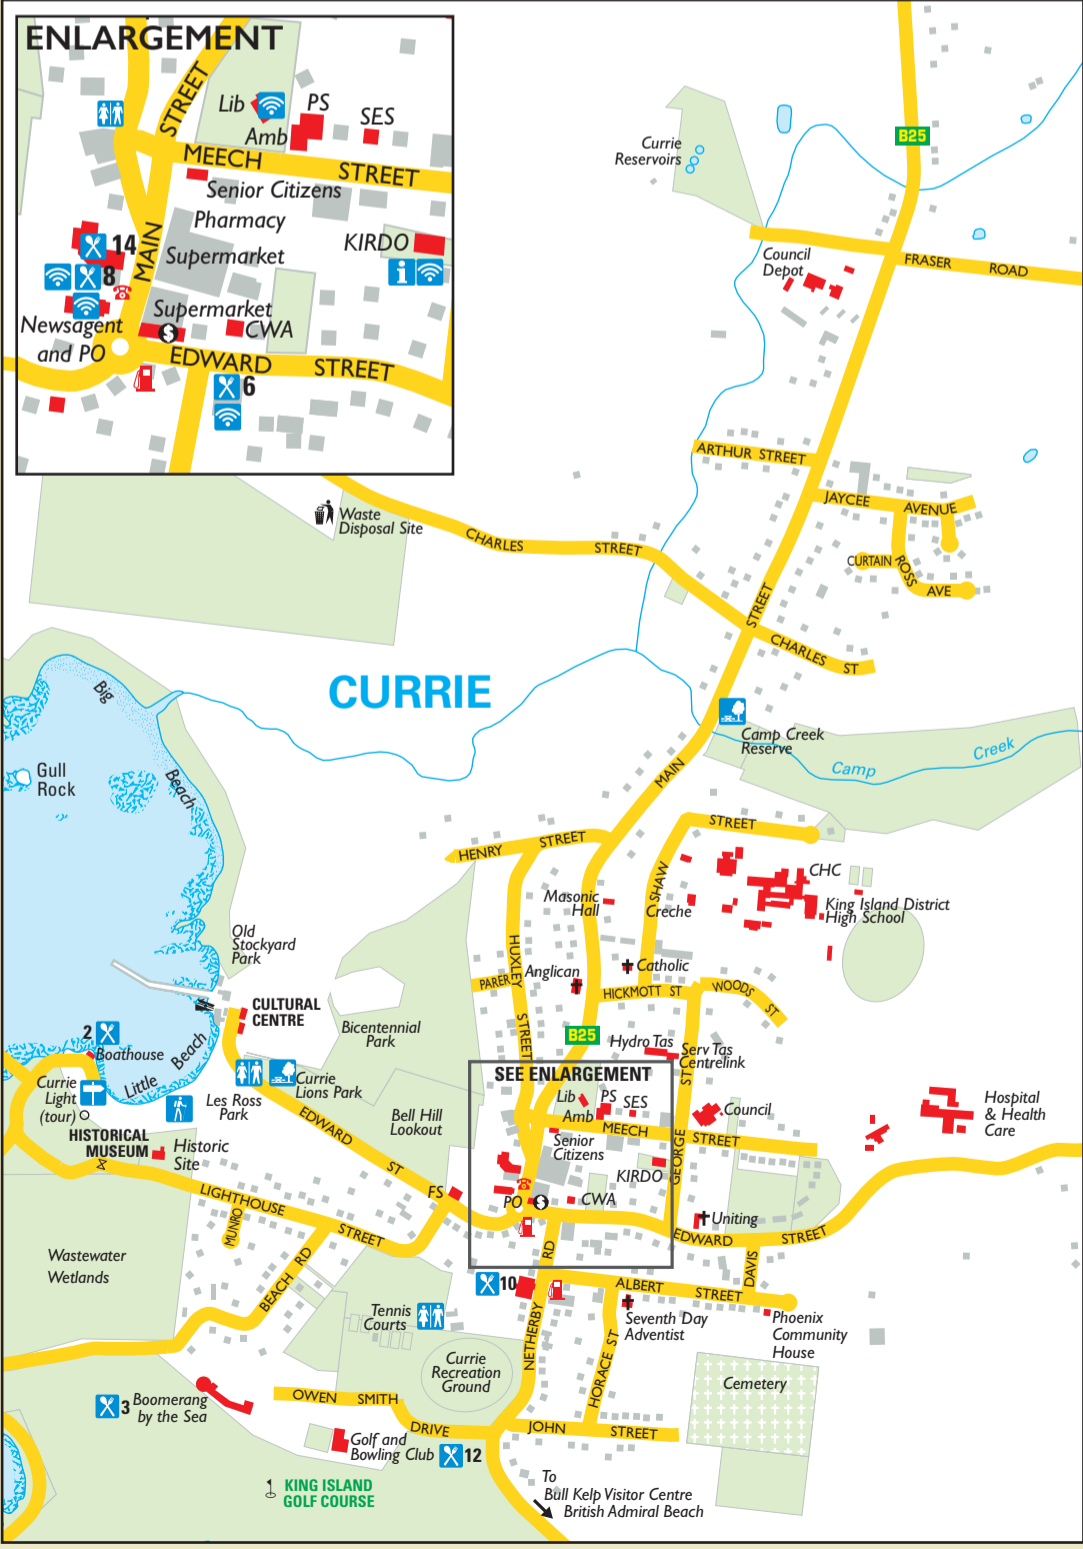 ENLARGEMENT
STREET
Lib
PS
SES
Amb
MEECH
STREET
Senior Citizens
Pharmacy
MAIN
Supermarket
KIRDO
14
8
i
Supermarket
CWA
$
Newsagent
and PO
EDWARD
STREET
6
B25
Currie
Reservoirs
Council
Depot
FRASER
ROAD
ARTHUR STREET
JAYCEE
AVENUE
Waste
Disposal Site
CHARLES
STREET
CURTAIN
ROSS
AVE
STREET
CHARLES
ST
CURRIE
Big
Beach
Gull
Rock
Camp Creek
Reserve
Camp
Creek
MAIN
HENRY
STREET
STREET
SHAW
CHC
Masonic
Hall
Creche
King Island District
High School
Old
Stockyard
Park
HUXLEY
STREET
PARER
Anglican
Catholic
HICKMOTT ST
WOODS
ST
CULTURAL
CENTRE
Bicentennial
Park
B25
Hydro Tas
Serv Tas
Centrelink
2
Boathouse
Little
Beach
Currie
Light
(tour)
Les Ross
Park
Currie
Lions Park
SEE ENLARGEMENT
Lib
PS
SES
Amb
MEECH
STREET
Council
GEORGE
ST
Hospital
& Health
Care
Bell Hill
Lookout
HISTORICAL
MUSEUM
Historic
Site
EDWARD
ST
Senior
Citizens
KIRDO
FS
PO
$
CWA
Uniting
LIGHTHOUSE
STREET
MUNRO
BEACH RD
EDWARD
STREET
DAVIS
Wastewater
Wetlands
10
RD
NETHERBY
ALBERT
STREET
Tennis
Courts
Seventh Day
Adventist
Phoenix
Community
House
HORACE ST
Currie
Recreation
Ground
Cemetery
3
Boomerang
by the Sea
OWEN
SMITH
DRIVE
JOHN
STREET
Golf and
Bowling Club
12
KING ISLAND
GOLF COURSE
To
Bull Kelp Visitor Centre
British Admiral Beach